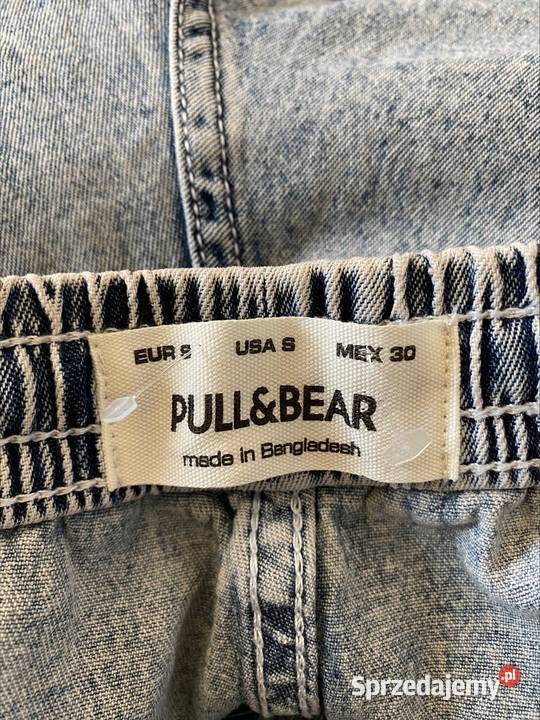 EUR S USA S MEX 30
PULL&BEAR
made in Bangladesh
Sprzedajemy.pl